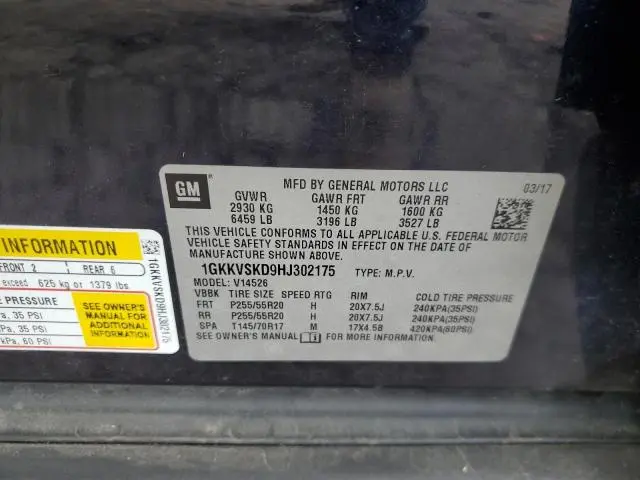 GM
MFD BY GENERAL MOTORS LLC
03/17
GVWR GAWR FRT GAWR RR
2930 KG 1450 KG 1600 KG
6459 LB 3196 LB 3527 LB
THIS VEHICLE CONFORMS TO ALL APPLICABLE U.S. FEDERAL MOTOR
VEHICLE SAFETY STANDARDS IN EFFECT ON THE DATE OF
MANUFACTURE SHOWN ABOVE.
1GKKVSKD9HJ302175 TYPE: M.P.V.
MODEL: V14526
VBBK TIRE SIZE SPEED RTG RIM COLD TIRE PRESSURE
FRT P255/55R20 H 20X7.5J 240KPA(35PSI)
RR P255/55R20 H 20X7.5J 240KPA(35PSI)
SPA T145/70R17 M 17X4.5B 420KPA(60PSI)
SEE OWNER'S MANUAL i FOR MORE INFORMATION
INFORMATION
FRONT 2 REAR 6
exceed 625 kg or 1379 lbs.
PRESSURE
, 35 PSI
, 35 PSI
kPa, 60 PSI
SEE OWNER'S
MANUAL FOR
ADDITIONAL
INFORMATION
1GKKVSKD9HJ302175